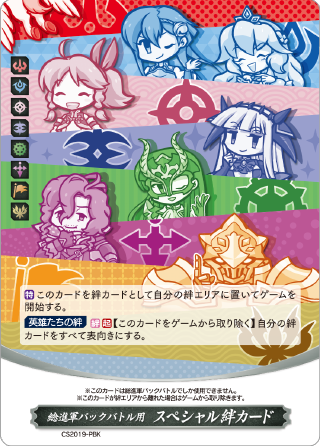 特このカードを絆カードとして自分の絆エリアに置いてゲームを
開始する。
英雄たちの絆 絆 起【このカードをゲームから取り除く】自分の絆
カードをすべて表向きにする。
※このカードは総進軍パックバトルでしか使用できません。
※このカードが絆エリアから離れた場合はゲームから取り除きます。
総進軍パックバトル用 スペシャル絆カード
CS2019-PBK